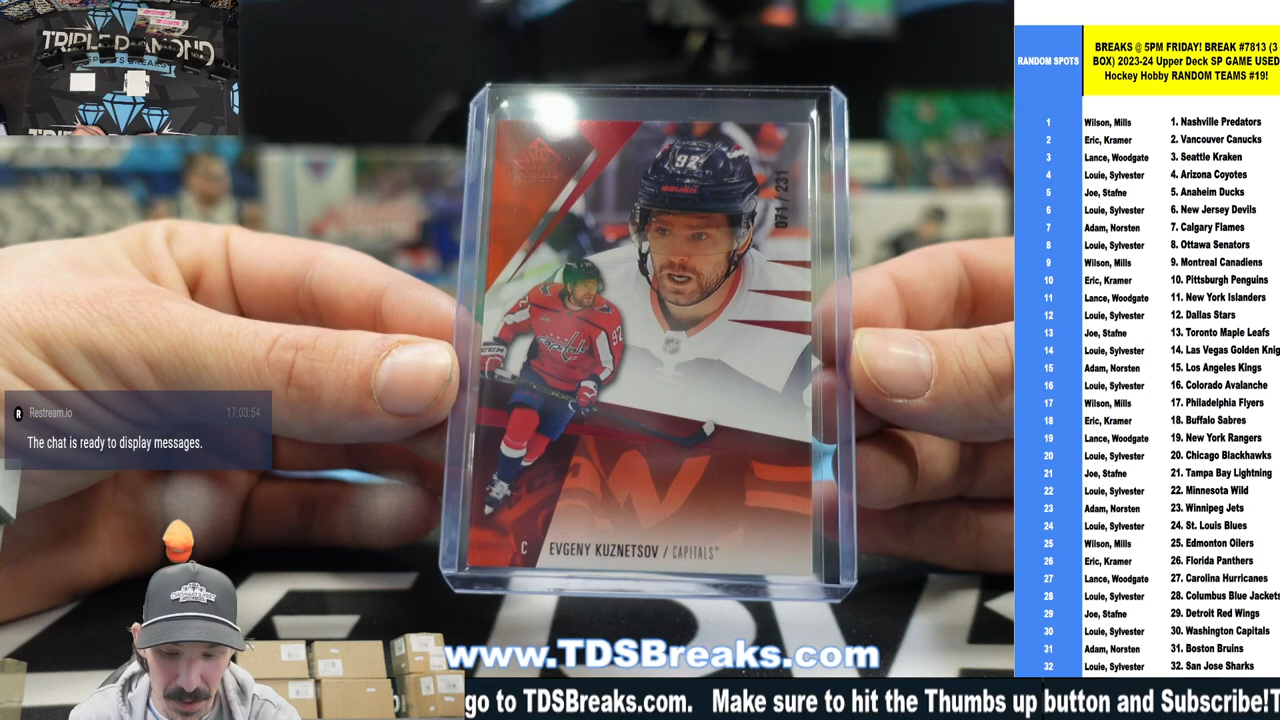 TRIPLE DIAMOND
SPORTS BREAKS
92
071 / 231
capitals
92
C
EVGENY KUZNETSOV / CAPITALS
Restream.io 17:03:54
The chat is ready to display messages.
www.TDSBreaks.com
go to TDSBreaks.com. Make sure to hit the Thumbs up button and Subscribe!T
RANDOM SPOTS
BREAKS @ 5PM FRIDAY! BREAK #7813 (3
BOX) 2023-24 Upper Deck SP GAME USED
Hockey Hobby RANDOM TEAMS #19!
1 Wilson, Mills 1. Nashville Predators
2 Eric, Kramer 2. Vancouver Canucks
3 Lance, Woodgate 3. Seattle Kraken
4 Louie, Sylvester 4. Arizona Coyotes
5 Joe, Stafne 5. Anaheim Ducks
6 Louie, Sylvester 6. New Jersey Devils
7 Adam, Norsten 7. Calgary Flames
8 Louie, Sylvester 8. Ottawa Senators
9 Wilson, Mills 9. Montreal Canadiens
10 Eric, Kramer 10. Pittsburgh Penguins
11 Lance, Woodgate 11. New York Islanders
12 Louie, Sylvester 12. Dallas Stars
13 Joe, Stafne 13. Toronto Maple Leafs
14 Louie, Sylvester 14. Las Vegas Golden Knig
15 Adam, Norsten 15. Los Angeles Kings
16 Louie, Sylvester 16. Colorado Avalanche
17 Wilson, Mills 17. Philadelphia Flyers
18 Eric, Kramer 18. Buffalo Sabres
19 Lance, Woodgate 19. New York Rangers
20 Louie, Sylvester 20. Chicago Blackhawks
21 Joe, Stafne 21. Tampa Bay Lightning
22 Louie, Sylvester 22. Minnesota Wild
23 Adam, Norsten 23. Winnipeg Jets
24 Louie, Sylvester 24. St. Louis Blues
25 Wilson, Mills 25. Edmonton Oilers
26 Eric, Kramer 26. Florida Panthers
27 Lance, Woodgate 27. Carolina Hurricanes
28 Louie, Sylvester 28. Columbus Blue Jackets
29 Joe, Stafne 29. Detroit Red Wings
30 Louie, Sylvester 30. Washington Capitals
31 Adam, Norsten 31. Boston Bruins
32 Louie, Sylvester 32. San Jose Sharks